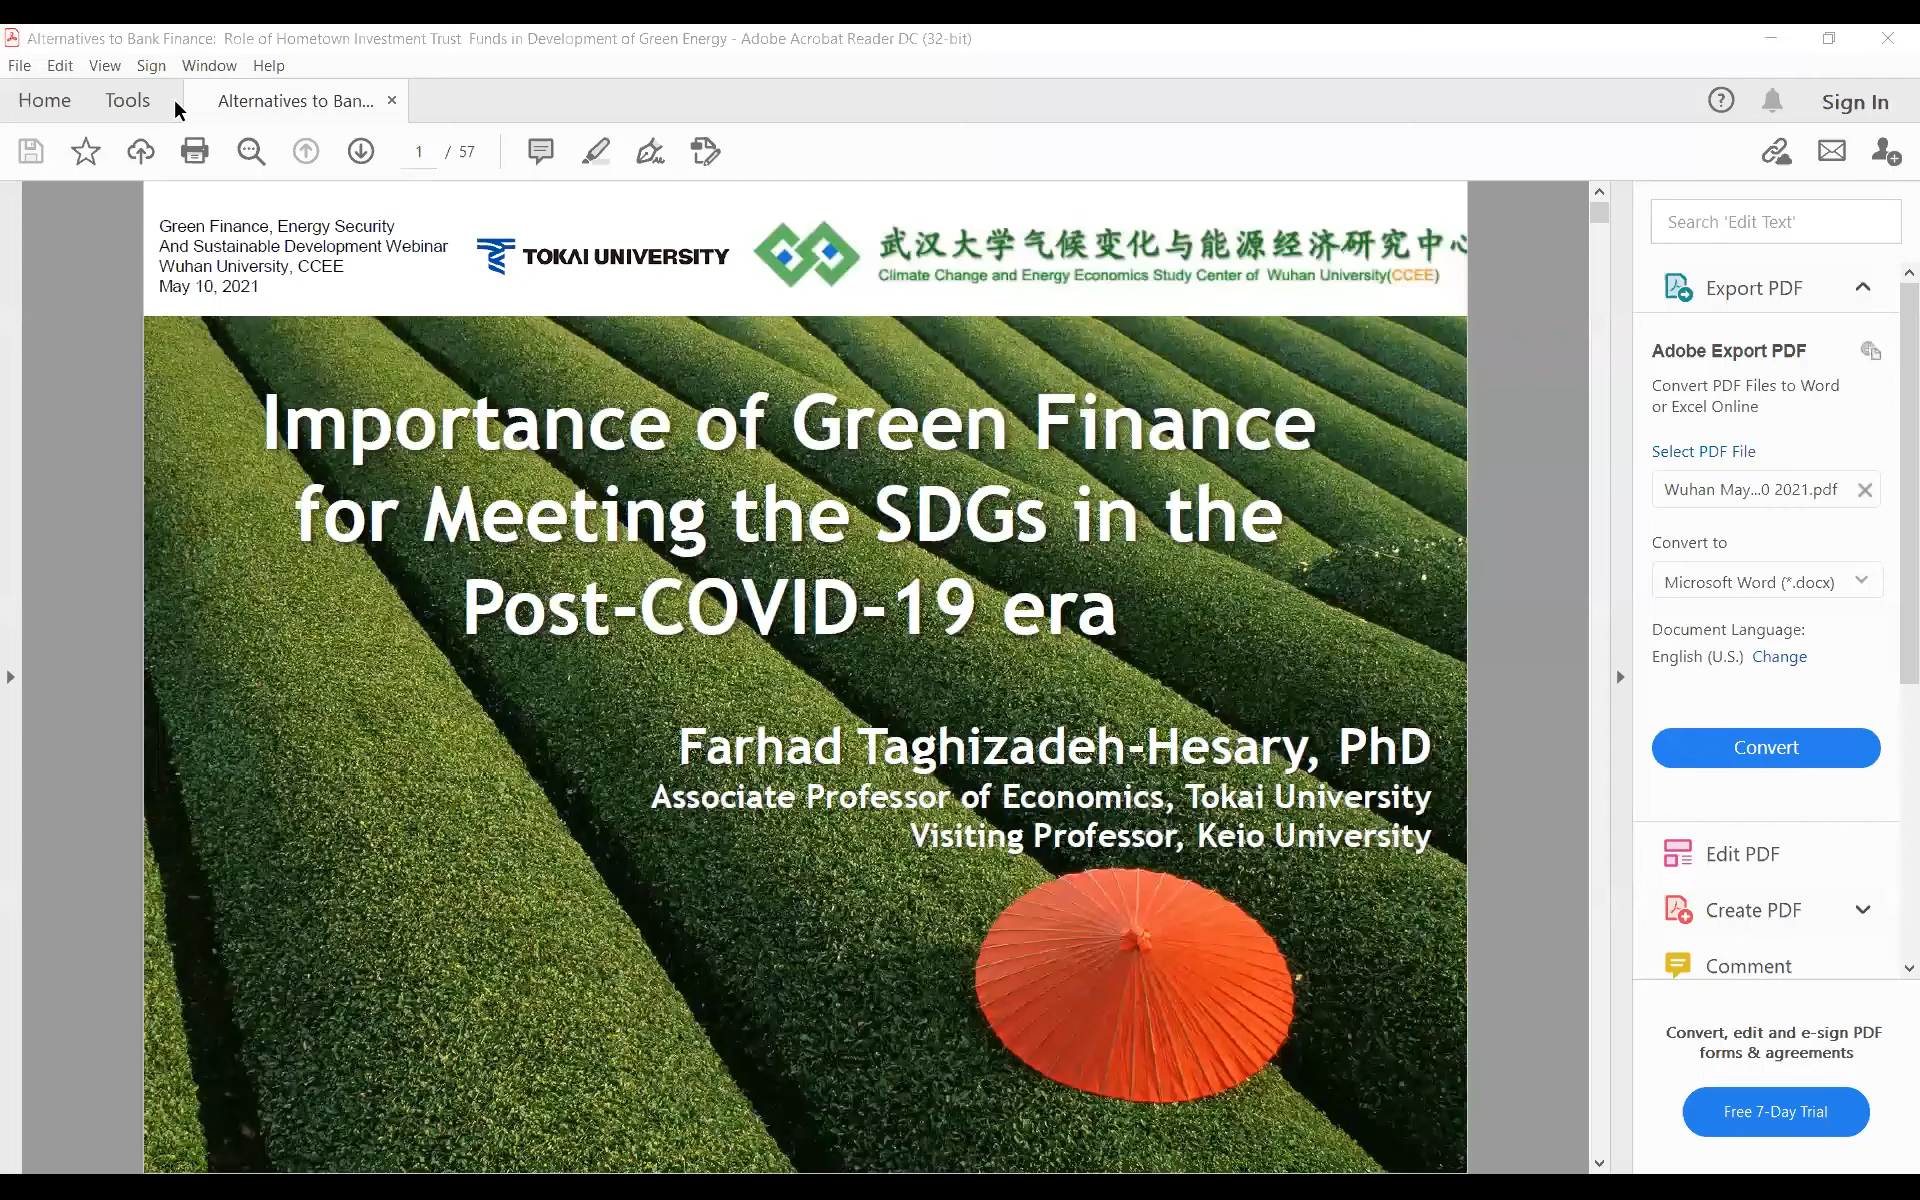 Alternatives to Bank Finance:  Role of Hometown Investment Trust  Funds in Development of Green Energy - Adobe Acrobat Reader DC (32-bit)
File Edit View Sign Window Help
Home Tools Alternatives to Ban... Sign In
1 / 57
Green Finance, Energy Security
And Sustainable Development Webinar
Wuhan University, CCEE
May 10, 2021
TOKAI UNIVERSITY
武汉大学气候变化与能源经济研究中心
Climate Change and Energy Economics Study Center of Wuhan University(CCEE)
Importance of Green Finance
for Meeting the SDGs in the
Post-COVID-19 era
Farhad Taghizadeh-Hesary, PhD
Associate Professor of Economics, Tokai University
Visiting Professor, Keio University
Search 'Edit Text'
Export PDF
Adobe Export PDF
Convert PDF Files to Word
or Excel Online
Select PDF File
Wuhan May...0 2021.pdf
Convert to
Microsoft Word (*.docx)
Document Language:
English (U.S.) Change
Convert
Edit PDF
Create PDF
Comment
Convert, edit and e-sign PDF
forms & agreements
Free 7-Day Trial